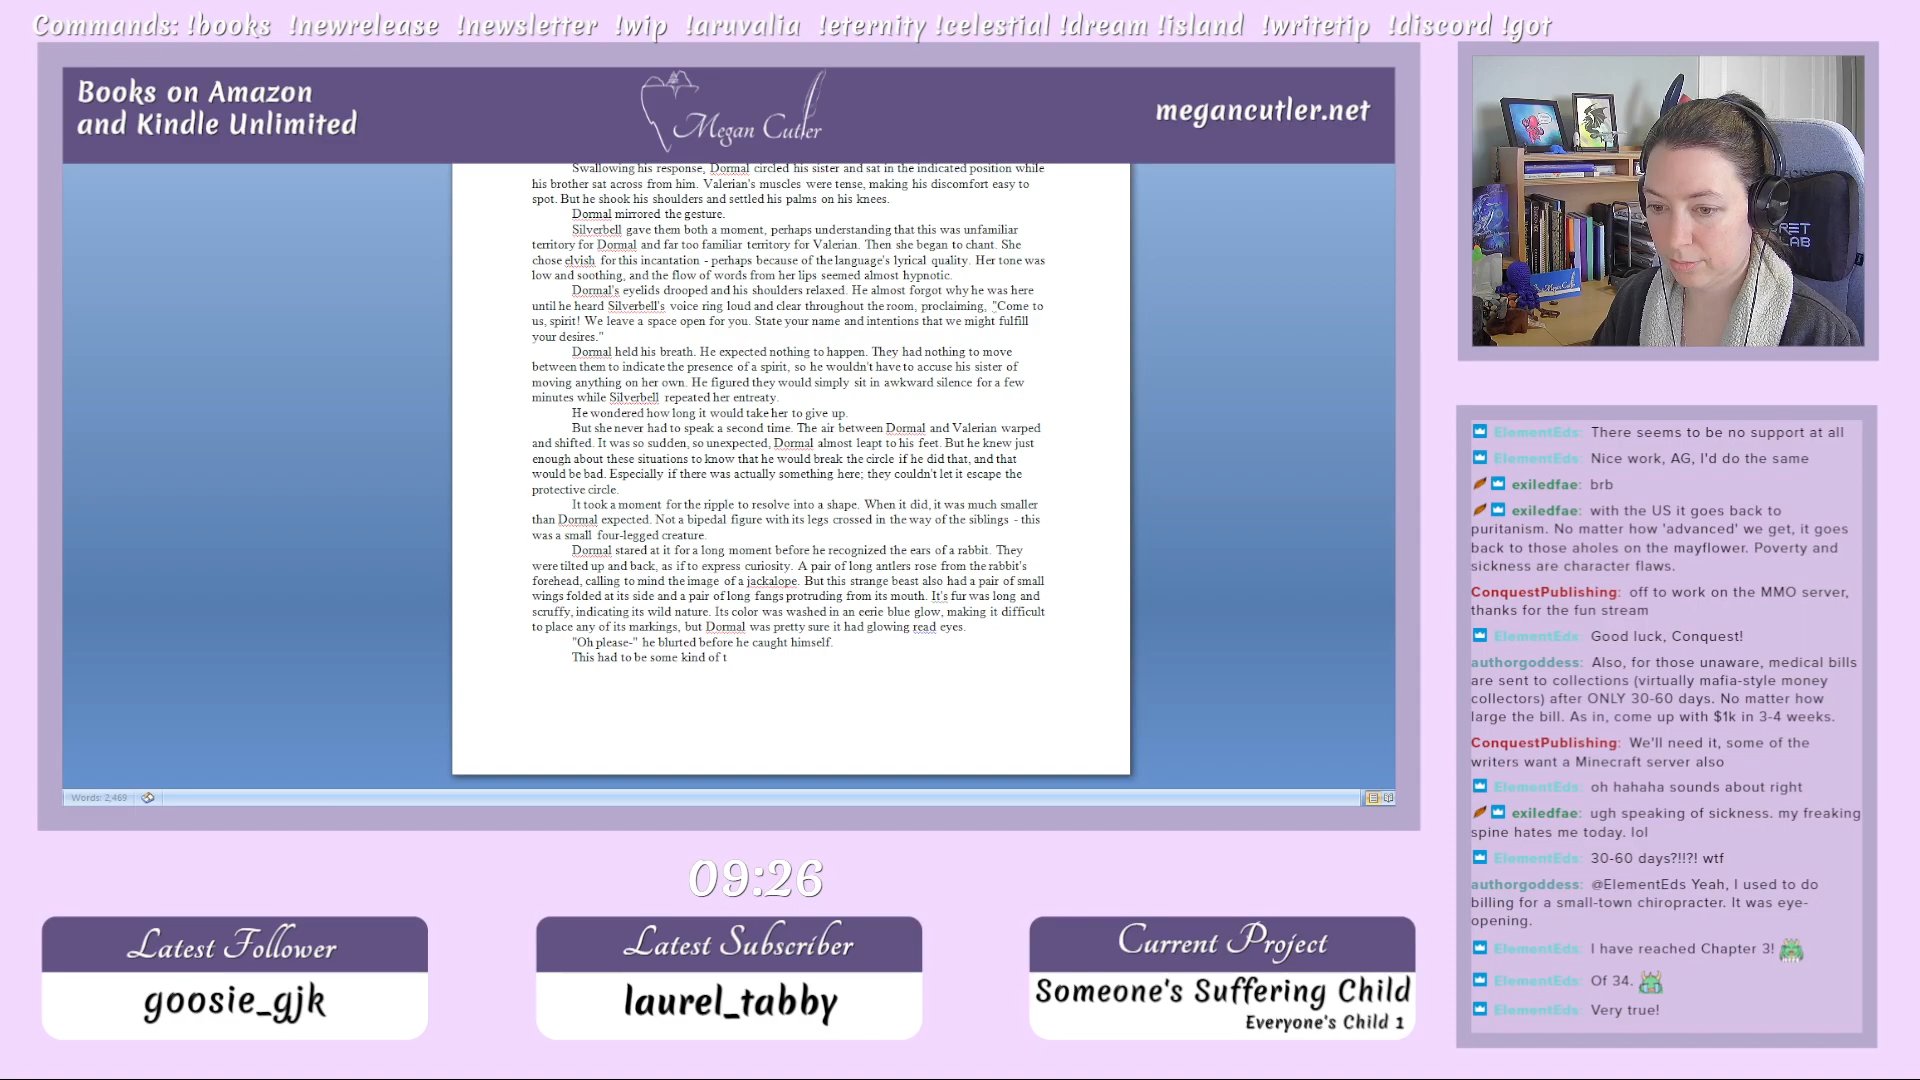 Commands: !books !newrelease !newsletter !wip !aruvalia !eternity !celestial !dream !island !writetip !discord !got
Books on Amazon
and Kindle Unlimited
Megan Cutler
megancutler.net
Swallowing his response, Dormal circled his sister and sat in the indicated position while
his brother sat across from him. Valerian's muscles were tense, making his discomfort easy to
spot. But he shook his shoulders and settled his palms on his knees.
Dormal mirrored the gesture.
Silverbell gave them both a moment, perhaps understanding that this was unfamiliar
territory for Dormal and far too familiar territory for Valerian. Then she began to chant. She
chose elvish for this incantation - perhaps because of the language's lyrical quality. Her tone was
low and soothing, and the flow of words from her lips seemed almost hypnotic.
Dormal's eyelids drooped and his shoulders relaxed. He almost forgot why he was here
until he heard Silverbell's voice ring loud and clear throughout the room, proclaiming, "Come to
us, spirit! We leave a space open for you. State your name and intentions that we might fulfill
your desires."
Dormal held his breath. He expected nothing to happen. They had nothing to move
between them to indicate the presence of a spirit, so he wouldn't have to accuse his sister of
moving anything on her own. He figured they would simply sit in awkward silence for a few
minutes while Silverbell repeated her entreaty.
He wondered how long it would take her to give up.
But she never had to speak a second time. The air between Dormal and Valerian warped
and shifted. It was so sudden, so unexpected, Dormal almost leapt to his feet. But he knew just
enough about these situations to know that he would break the circle if he did that, and that
would be bad. Especially if there was actually something here; they couldn't let it escape the
protective circle.
It took a moment for the ripple to resolve into a shape. When it did, it was much smaller
than Dormal expected. Not a bipedal figure with its legs crossed in the way of the siblings - this
was a small four-legged creature.
Dormal stared at it for a long moment before he recognized the ears of a rabbit. They
were tilted up and back, as if to express curiosity. A pair of long antlers rose from the rabbit's
forehead, calling to mind the image of a jackalope. But this strange beast also had a pair of small
wings folded at its side and a pair of long fangs protruding from its mouth. It's fur was long and
scruffy, indicating its wild nature. Its color was washed in an eerie blue glow, making it difficult
to place any of its markings, but Dormal was pretty sure it had glowing read eyes.
"Oh please-" he blurted before he caught himself.
This had to be some kind of t
Words: 2,469
09:26
Latest Follower
goosie_gjk
Latest Subscriber
laurel_tabby
Current Project
Someone's Suffering Child
Everyone's Child 1
ElementEds: There seems to be no support at all
ElementEds: Nice work, AG, I'd do the same
exiledfae: brb
exiledfae: with the US it goes back to
puritanism. No matter how 'advanced' we get, it goes
back to those aholes on the mayflower. Poverty and
sickness are character flaws.
ConquestPublishing: off to work on the MMO server,
thanks for the fun stream
ElementEds: Good luck, Conquest!
authorgoddess: Also, for those unaware, medical bills
are sent to collections (virtually mafia-style money
collectors) after ONLY 30-60 days. No matter how
large the bill. As in, come up with $1k in 3-4 weeks.
ConquestPublishing: We'll need it, some of the
writers want a Minecraft server also
ElementEds: oh hahaha sounds about right
exiledfae: ugh speaking of sickness. my freaking
spine hates me today. lol
ElementEds: 30-60 days?!!?! wtf
authorgoddess: @ElementEds Yeah, I used to do
billing for a small-town chiropracter. It was eye-
opening.
ElementEds: I have reached Chapter 3!
ElementEds: Of 34.
ElementEds: Very true!